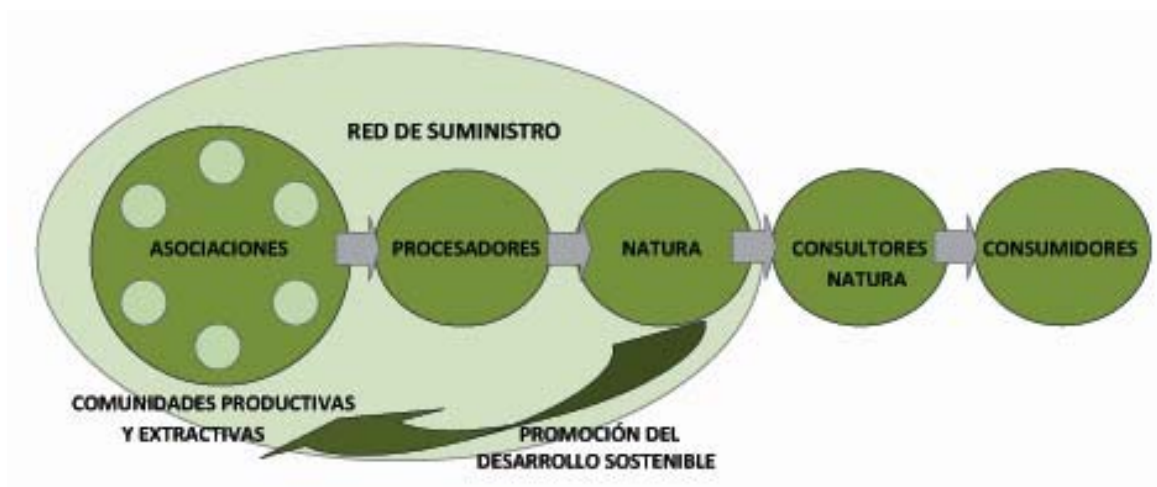 RED DE SUMINISTRO
ASOCIACIONES
PROCESADORES
NATURA
CONSULTORES
NATURA
CONSUMIDORES
COMUNIDADES PRODUCTIVAS
Y EXTRACTIVAS
PROMOCIÓN DEL
DESARROLLO SOSTENIBLE